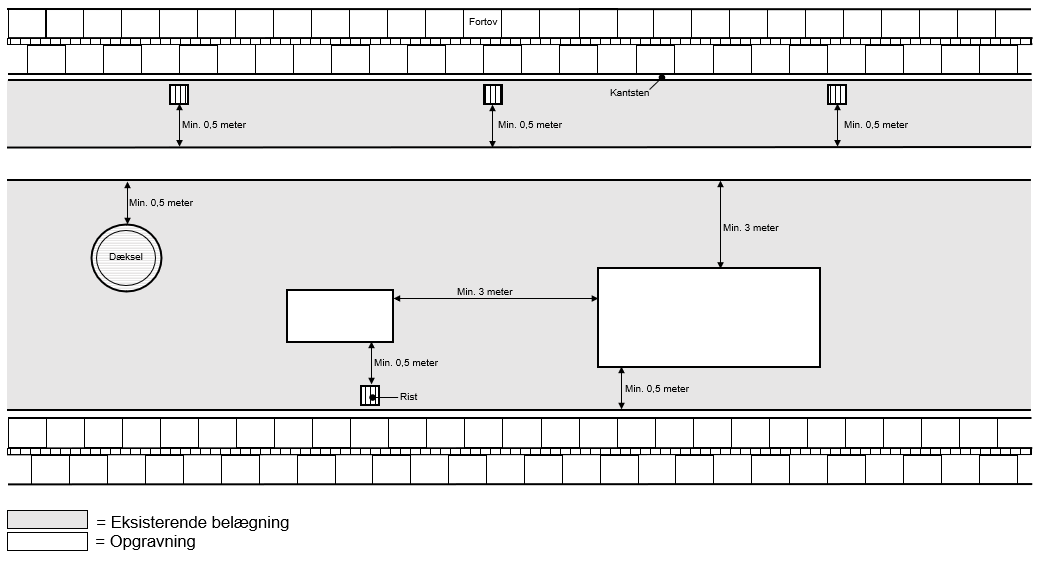 Fortov
Kantsten
Min. 0,5 meter
Min. 0,5 meter
Min. 0,5 meter
Min. 0,5 meter
Min. 3 meter
Dæksel
Min. 3 meter
Min. 0,5 meter
Min. 0,5 meter
Rist
= Eksisterende belægning
= Opgravning